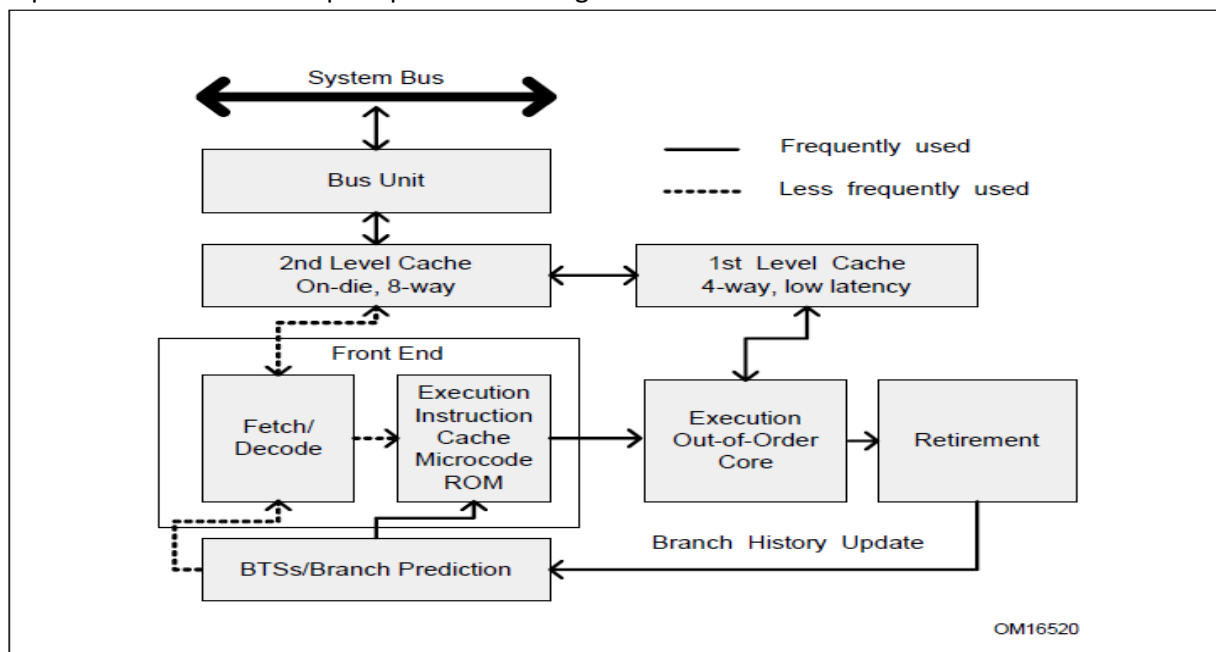 System Bus
Frequently used
Bus Unit
Less frequently used
2nd Level Cache
On-die, 8-way
1st Level Cache
4-way, low latency
Front End
Fetch/
Decode
Execution
Instruction
Cache
Microcode
ROM
Execution
Out-of-Order
Core
Retirement
BTSs/Branch Prediction
Branch History Update
OM16520